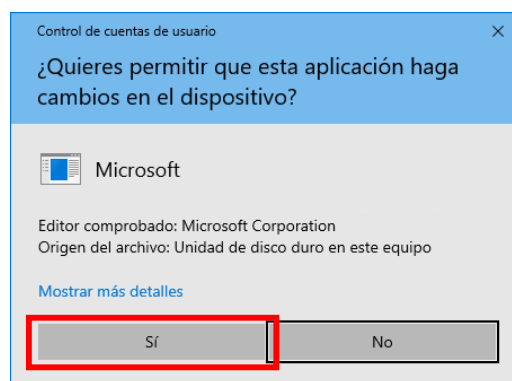 Control de cuentas de usuario
¿Quieres permitir que esta aplicación haga
cambios en el dispositivo?
Microsoft
Editor comprobado: Microsoft Corporation
Origen del archivo: Unidad de disco duro en este equipo
Mostrar más detalles
Sí
No